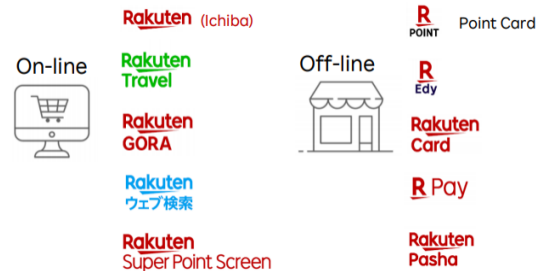 On-line
Rakuten (Ichiba)
Rakuten
Travel
Rakuten
GORA
Rakuten
ウェブ検索
Rakuten
Super Point Screen
Off-line
R
POINT
Point Card
R
Edy
Rakuten
Card
R Pay
Rakuten
Pasha